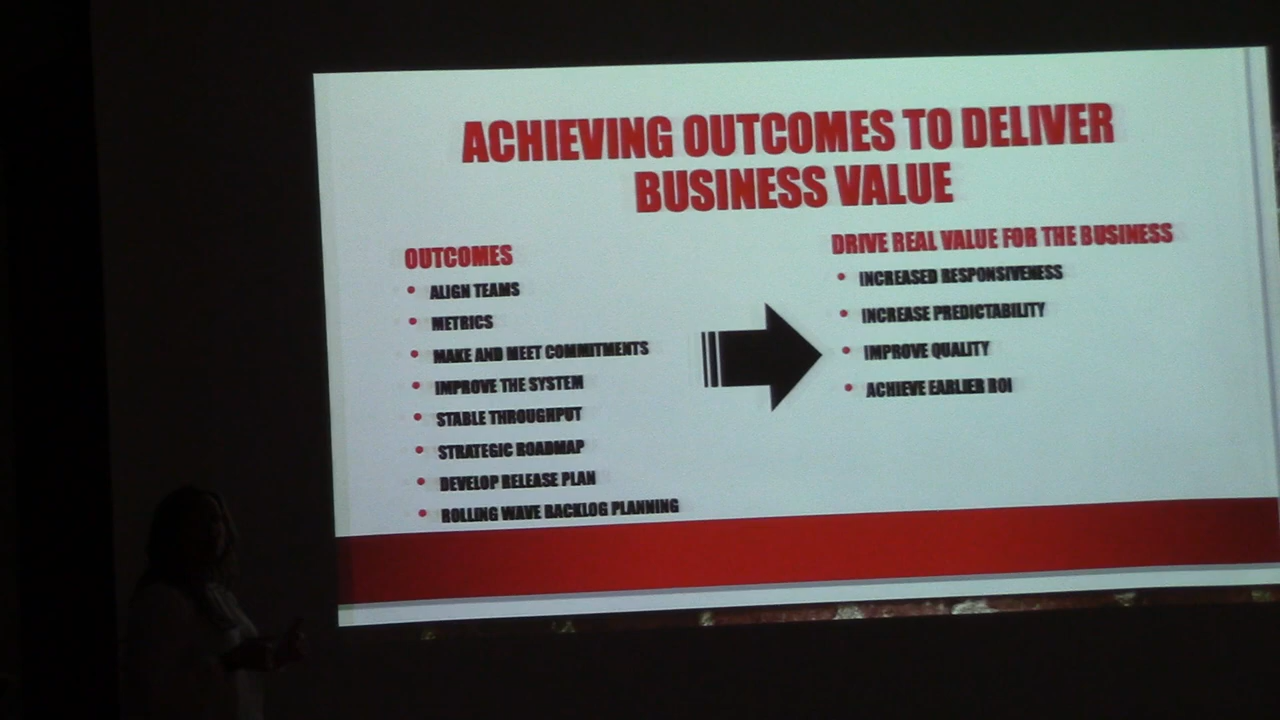 ACHIEVING OUTCOMES TO DELIVER
BUSINESS VALUE
OUTCOMES
• ALIGN TEAMS
• METRICS
• MAKE AND MEET COMMITMENTS
• IMPROVE THE SYSTEM
• STABLE THROUGHPUT
• STRATEGIC ROADMAP
• DEVELOP RELEASE PLAN
• ROLLING WAVE BACKLOG PLANNING
DRIVE REAL VALUE FOR THE BUSINESS
• INCREASED RESPONSIVENESS
• INCREASE PREDICTABILITY
• IMPROVE QUALITY
• ACHIEVE EARLIER ROI